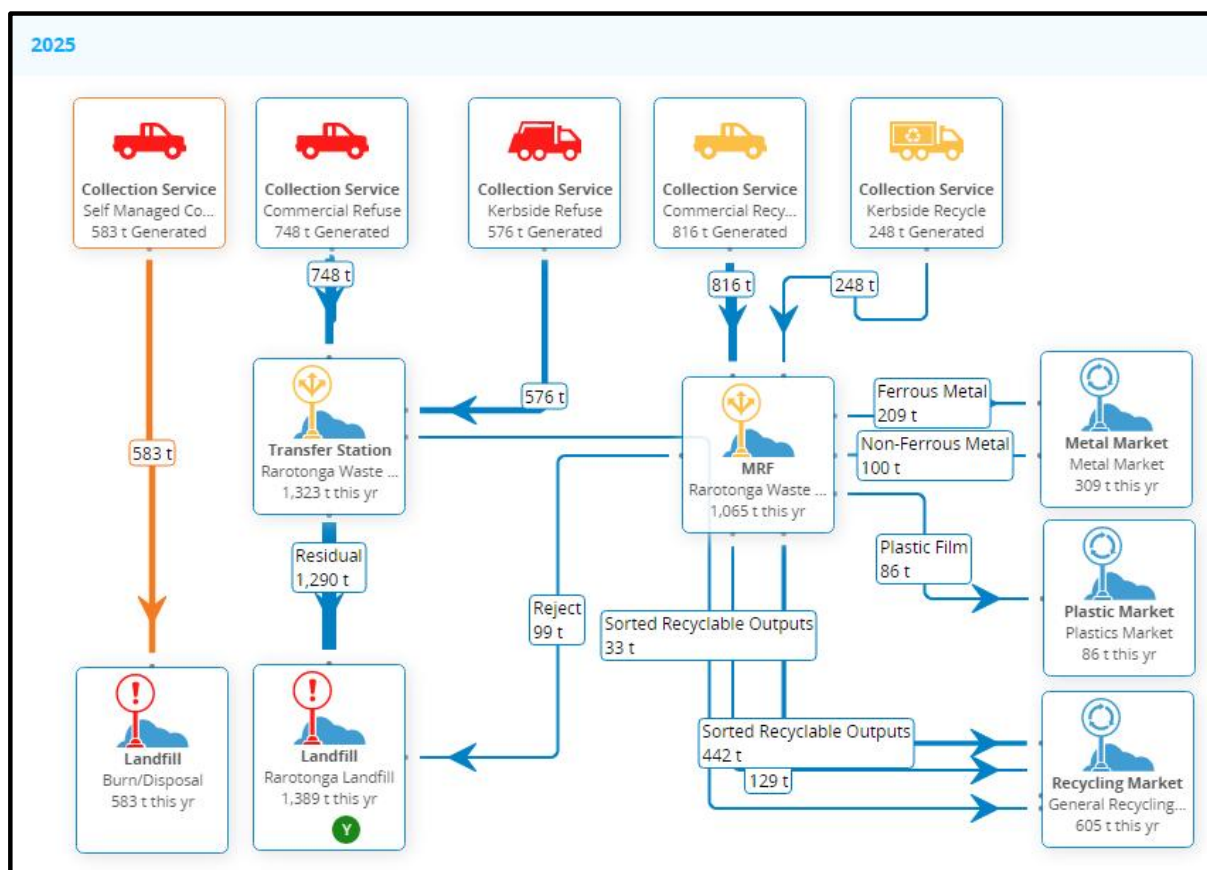 2025
Collection Service
Self Managed Co...
583 t Generated
Collection Service
Commercial Refuse
748 t Generated
Collection Service
Kerbside Refuse
576 t Generated
Collection Service
Commercial Recy...
816 t Generated
Collection Service
Kerbside Recycle
248 t Generated
748 t
816 t
248 t
576 t
583 t
Transfer Station
Rarotonga Waste ...
1,323 t this yr
MRF
Rarotonga Waste ...
1,065 t this yr
Ferrous Metal
209 t
Non-Ferrous Metal
100 t
Metal Market
Metal Market
309 t this yr
Residual
1,290 t
Reject
99 t
Sorted Recyclable Outputs
33 t
Plastic Film
86 t
Plastic Market
Plastics Market
86 t this yr
Sorted Recyclable Outputs
442 t
129 t
!
Landfill
Burn/Disposal
583 t this yr
!
Landfill
Rarotonga Landfill
1,389 t this yr
Y
Recycling Market
General Recycling...
605 t this yr